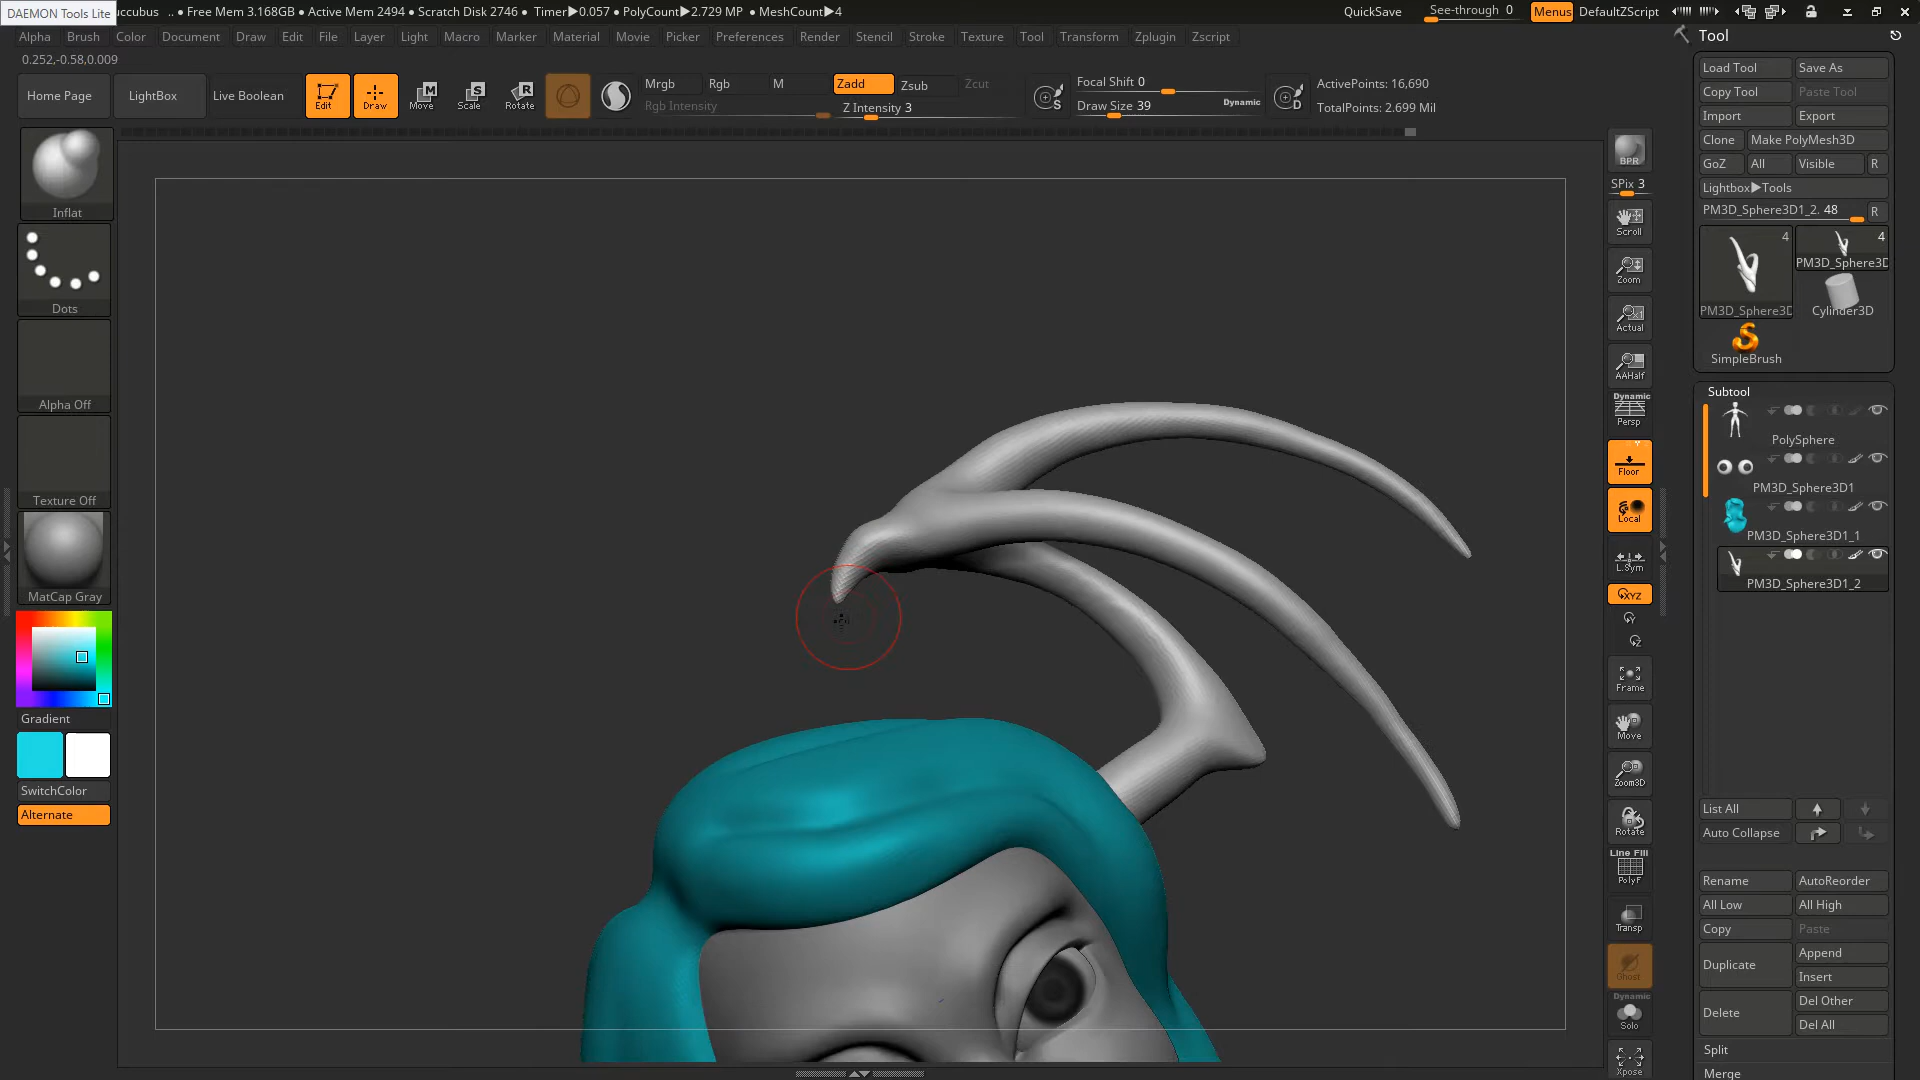 DAEMON Tools Lite
ccubus .. • Free Mem 3.168GB • Active Mem 2494 • Scratch Disk 2746 • Timer▶0.057 • PolyCount▶2.729 MP • MeshCount▶4
QuickSave See-through 0 Menus DefaultZScript
Alpha Brush Color Document Draw Edit File Layer Light Macro Marker Material Movie Picker Preferences Render Stencil Stroke Texture Tool Transform Zplugin Zscript
0.252,-0.58,0.009
Home Page LightBox Live Boolean Edit Draw Move Scale Rotate
Mrgb Rgb M Zadd Zsub Zcut
Rgb Intensity Z Intensity 3
S Focal Shift 0
Draw Size 39 Dynamic D
ActivePoints: 16,690
TotalPoints: 2.699 Mil
Inflat
Dots
Alpha Off
Texture Off
MatCap Gray
Gradient
SwitchColor
Alternate
BPR
SPix 3
Scroll
Zoom
Actual
AAHalf
Dynamic
Persp
Floor
Local
L.Sym
XYZ
Y
Z
Frame
Move
Zoom3D
Rotate
Line Fill
PolyF
Transp
Ghost
Dynamic
Solo
Xpose
Tool
Load Tool Save As
Copy Tool Paste Tool
Import Export
Clone Make PolyMesh3D
GoZ All Visible R
Lightbox▶Tools
PM3D_Sphere3D1_2. 48 R
4 4
PM3D_Sphere3D
PM3D_Sphere3D Cylinder3D
SimpleBrush
Subtool
PolySphere
PM3D_Sphere3D1
PM3D_Sphere3D1_1
PM3D_Sphere3D1_2
List All
Auto Collapse
Rename AutoReorder
All Low All High
Copy Paste
Duplicate Append
Insert
Delete Del Other
Del All
Split
Merge